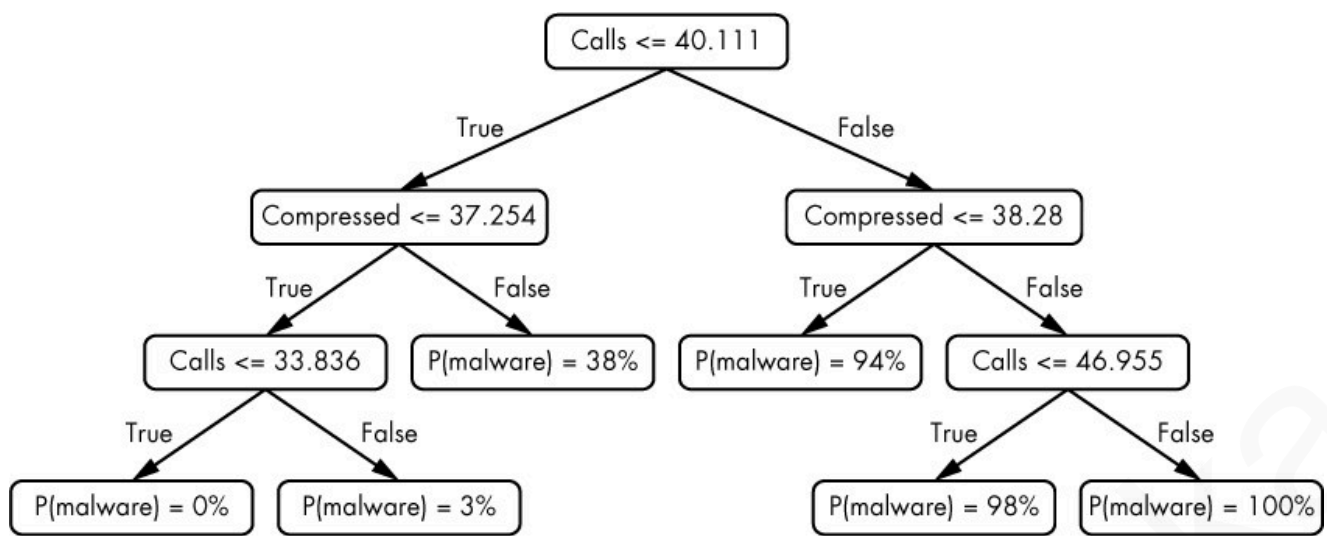 Calls <= 40.111
True
False
Compressed <= 37.254
Compressed <= 38.28
True
False
True
False
Calls <= 33.836
P(malware) = 38%
P(malware) = 94%
Calls <= 46.955
True
False
True
False
P(malware) = 0%
P(malware) = 3%
P(malware) = 98%
P(malware) = 100%